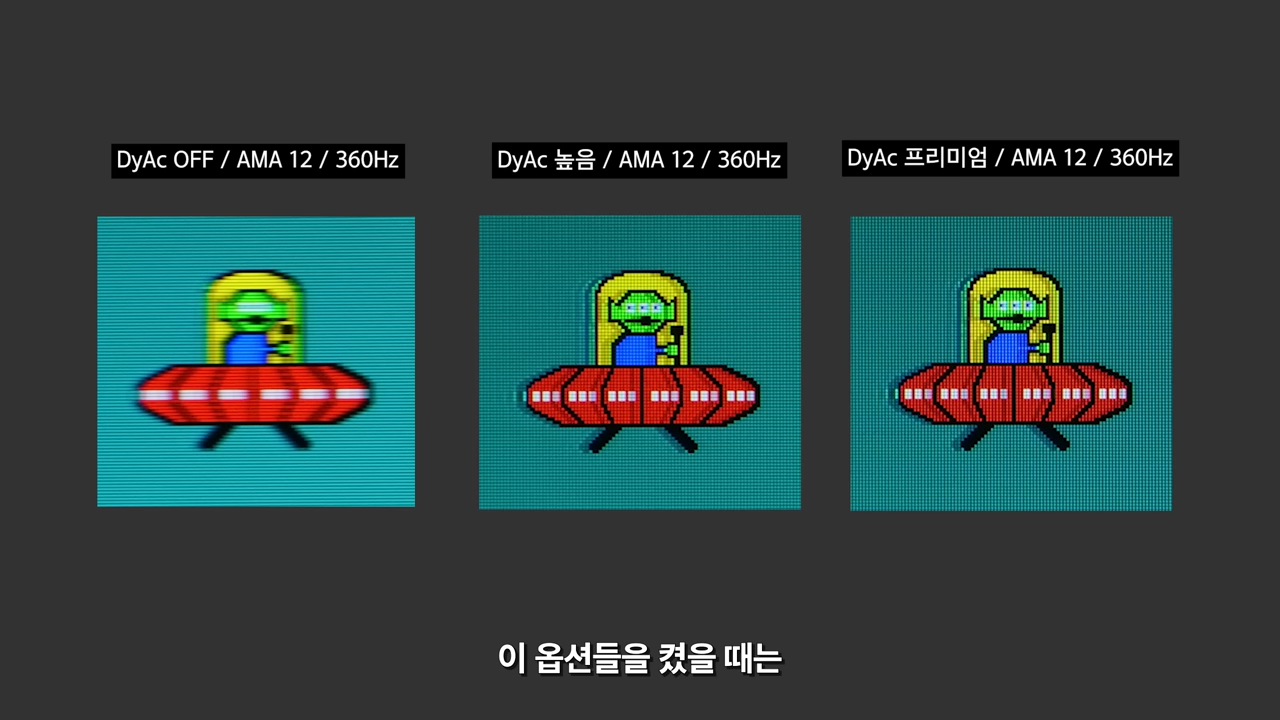 DyAc OFF / AMA 12 / 360Hz
DyAc 높음 / AMA 12 / 360Hz
DyAc 프리미엄 / AMA 12 / 360Hz
이 옵션들을 켰을 때는